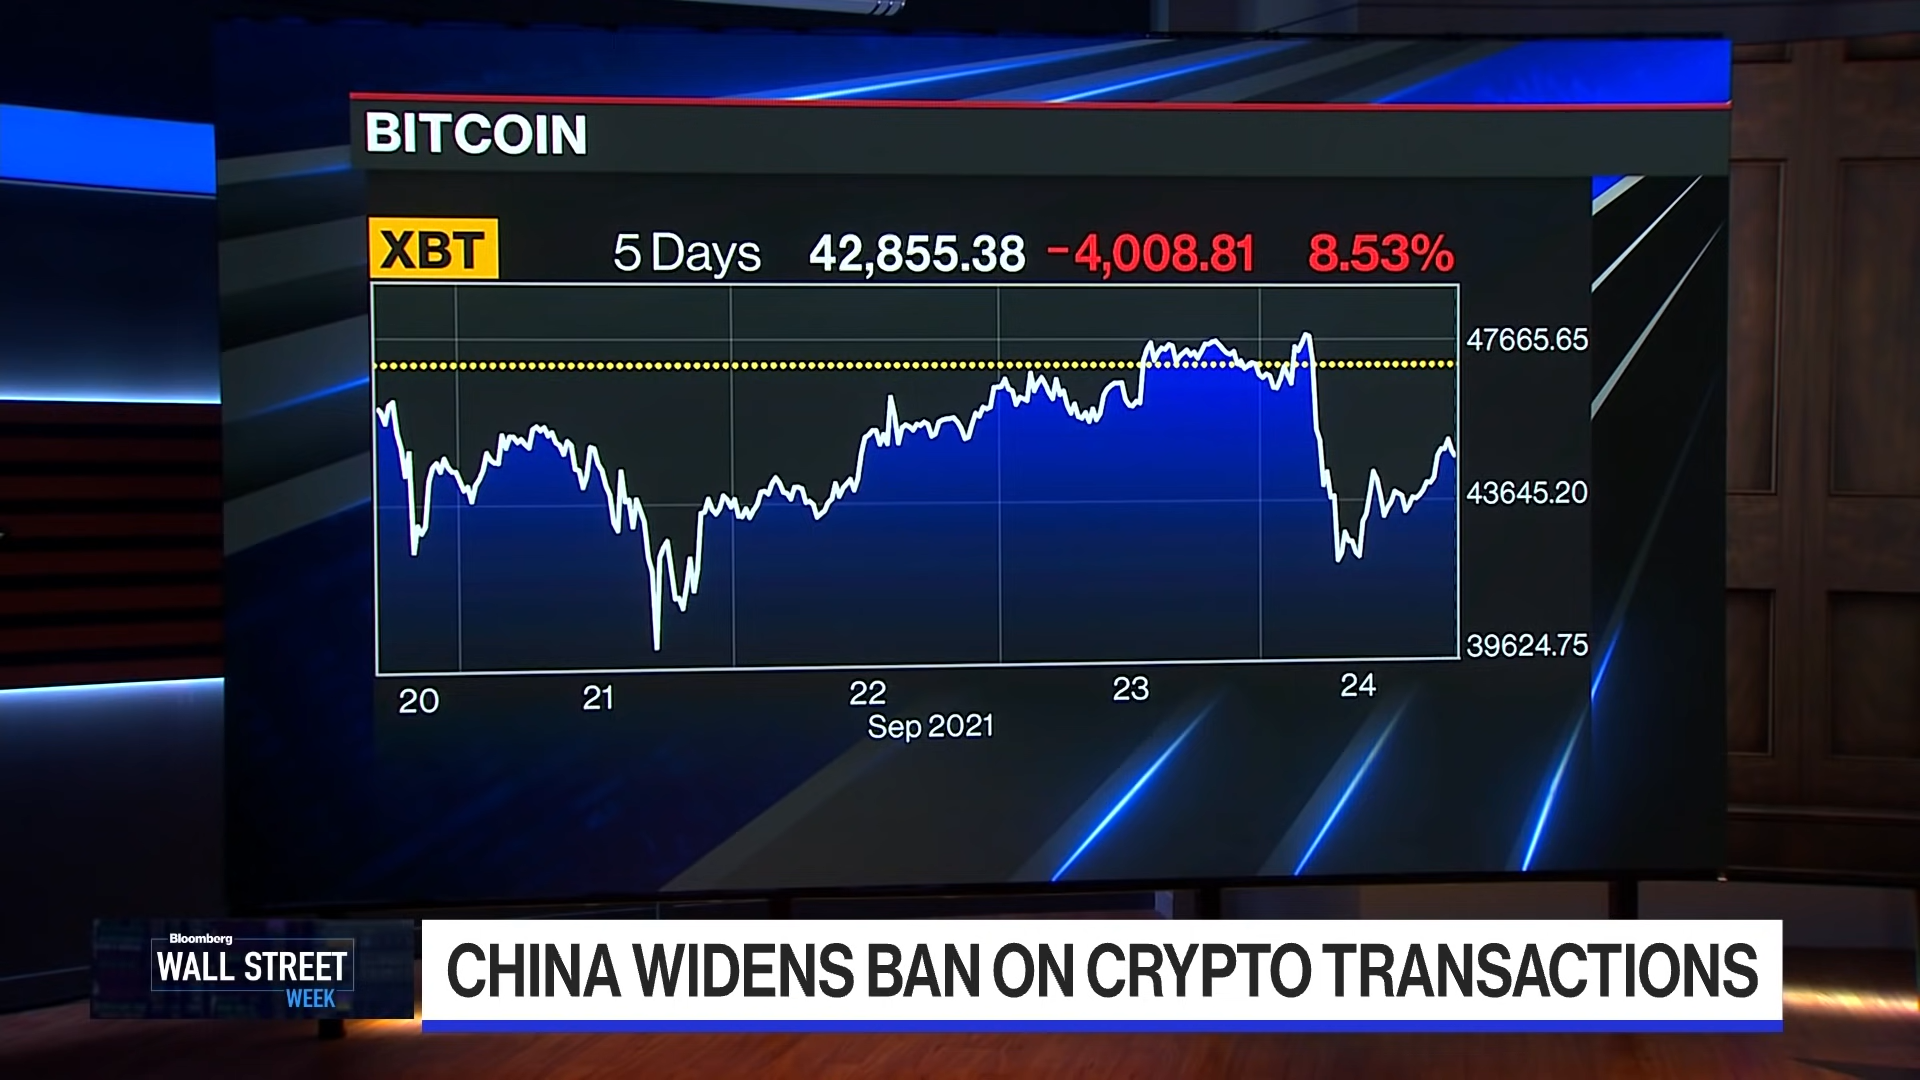 BITCOIN
XBT 5 Days 42,855.38 -4,008.81 8.53%
47665.65
43645.20
39624.75
20 21 22 23 24
Sep 2021
Bloomberg
WALL STREET
WEEK
CHINA WIDENS BAN ON CRYPTO TRANSACTIONS